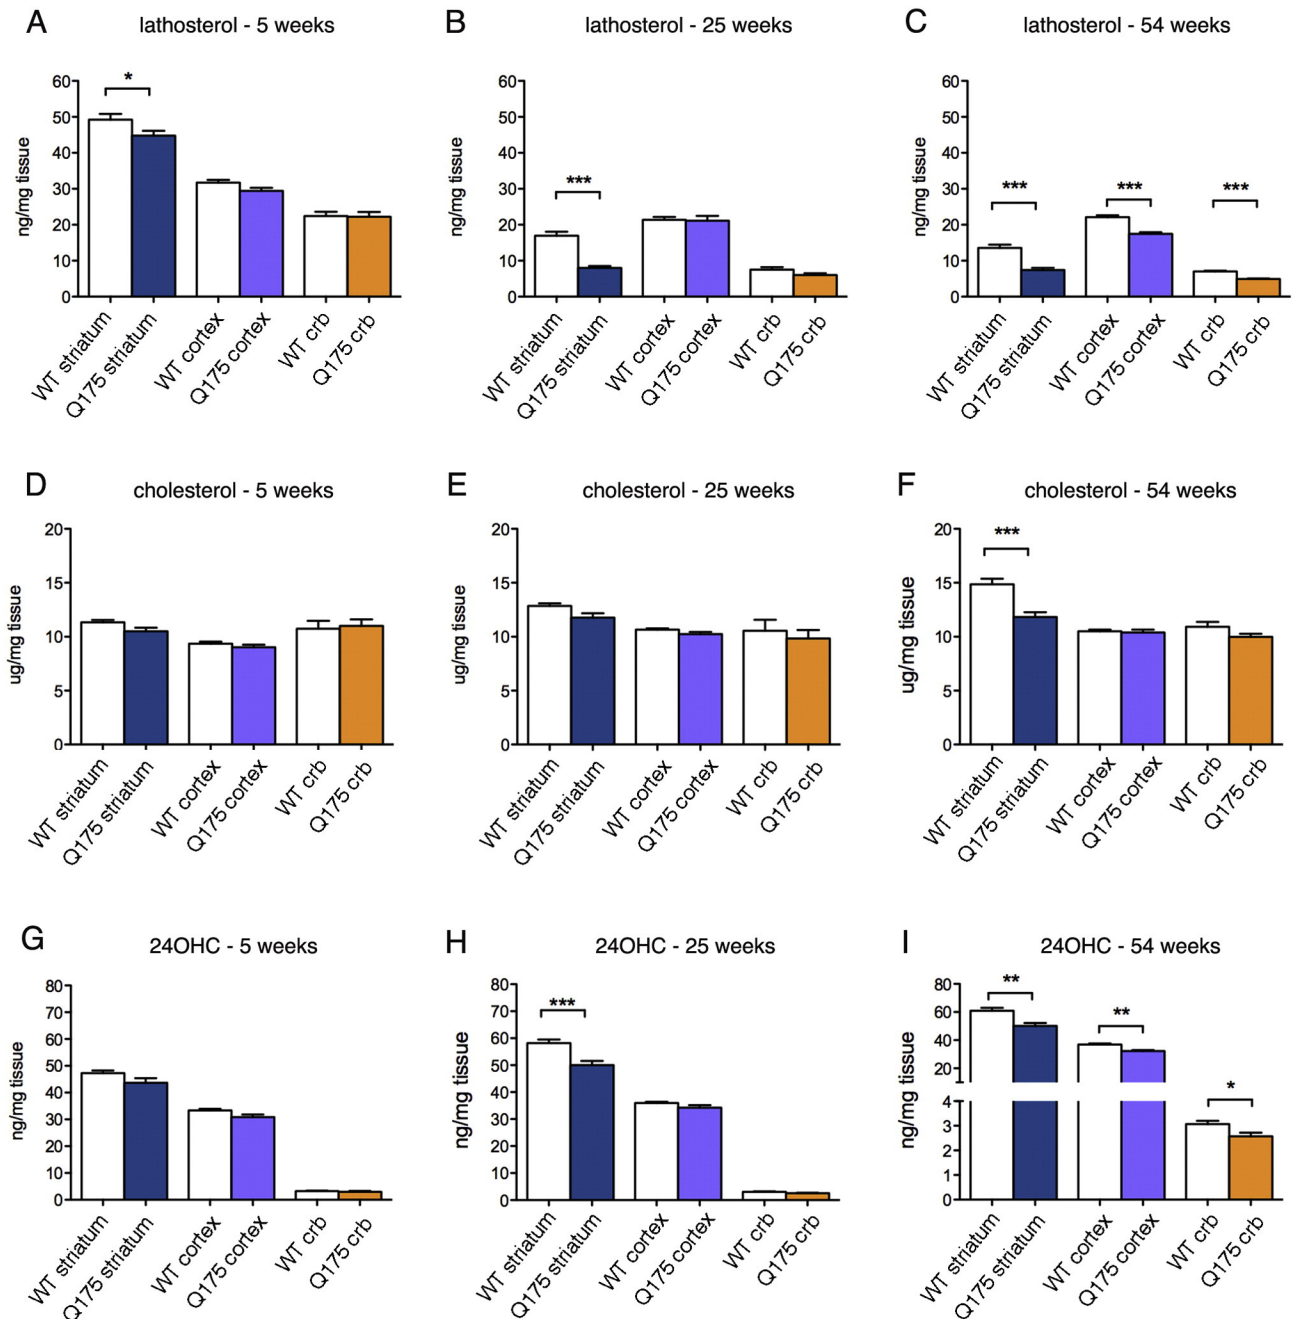 A lathosterol - 5 weeks
ng/mg tissue
60
50
40
30
20
10
0
*
WT striatum
Q175 striatum
WT cortex
Q175 cortex
WT crb
Q175 crb
B lathosterol - 25 weeks
ng/mg tissue
60
50
40
30
20
10
0
***
WT striatum
Q175 striatum
WT cortex
Q175 cortex
WT crb
Q175 crb
C lathosterol - 54 weeks
ng/mg tissue
60
50
40
30
20
10
0
***
***
***
WT striatum
Q175 striatum
WT cortex
Q175 cortex
WT crb
Q175 crb
D cholesterol - 5 weeks
ug/mg tissue
20
15
10
5
0
WT striatum
Q175 striatum
WT cortex
Q175 cortex
WT crb
Q175 crb
E cholesterol - 25 weeks
ug/mg tissue
20
15
10
5
0
WT striatum
Q175 striatum
WT cortex
Q175 cortex
WT crb
Q175 crb
F cholesterol - 54 weeks
ug/mg tissue
20
15
10
5
0
***
WT striatum
Q175 striatum
WT cortex
Q175 cortex
WT crb
Q175 crb
G 24OHC - 5 weeks
ng/mg tissue
80
70
60
50
40
30
20
10
0
WT striatum
Q175 striatum
WT cortex
Q175 cortex
WT crb
Q175 crb
H 24OHC - 25 weeks
ng/mg tissue
80
70
60
50
40
30
20
10
0
***
WT striatum
Q175 striatum
WT cortex
Q175 cortex
WT crb
Q175 crb
I 24OHC - 54 weeks
ng/mg tissue
80
60
40
20
4
3
2
1
0
**
**
*
WT striatum
Q175 striatum
WT cortex
Q175 cortex
WT crb
Q175 crb